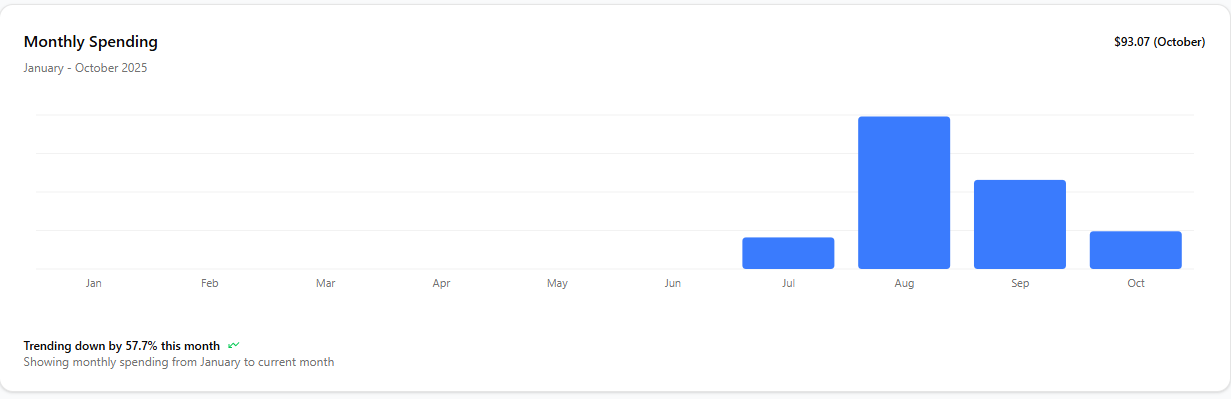 Monthly Spending
$93.07 (October)
January - October 2025
Jan Feb Mar Apr May Jun Jul Aug Sep Oct
Trending down by 57.7% this month
Showing monthly spending from January to current month